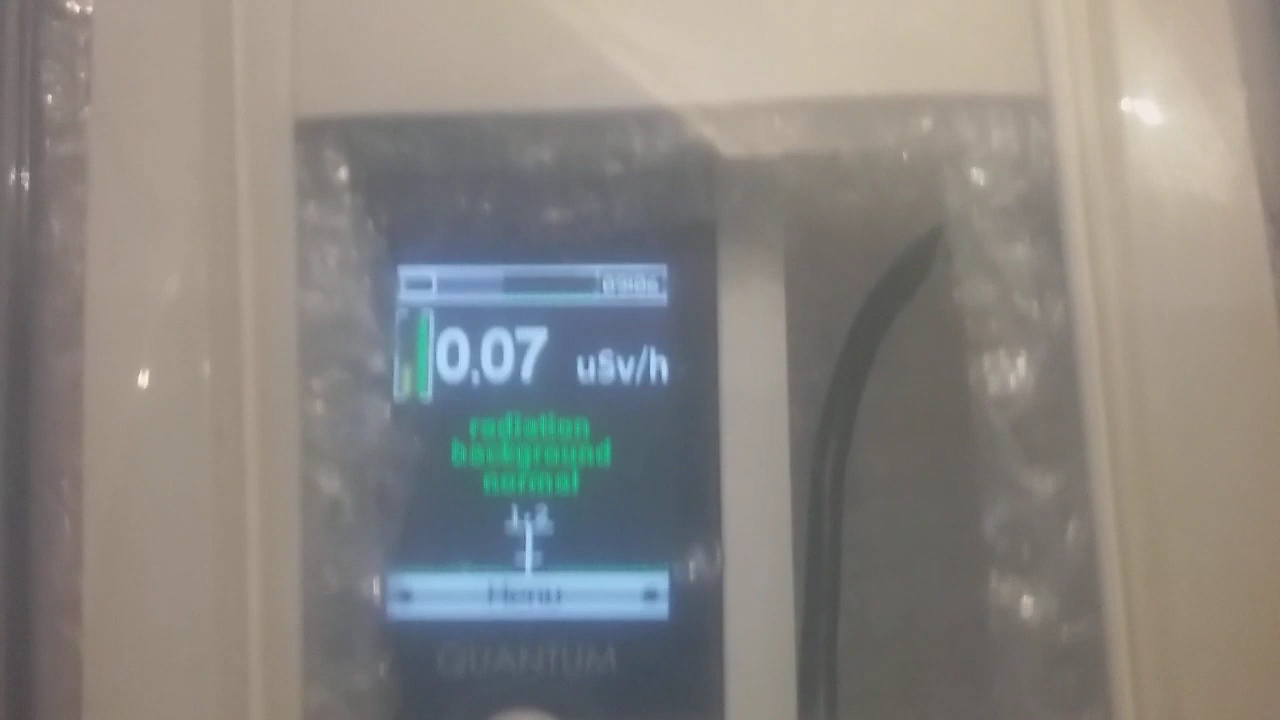 0.07 uSv/h
radiation
background
normal
Menu
QUANTUM